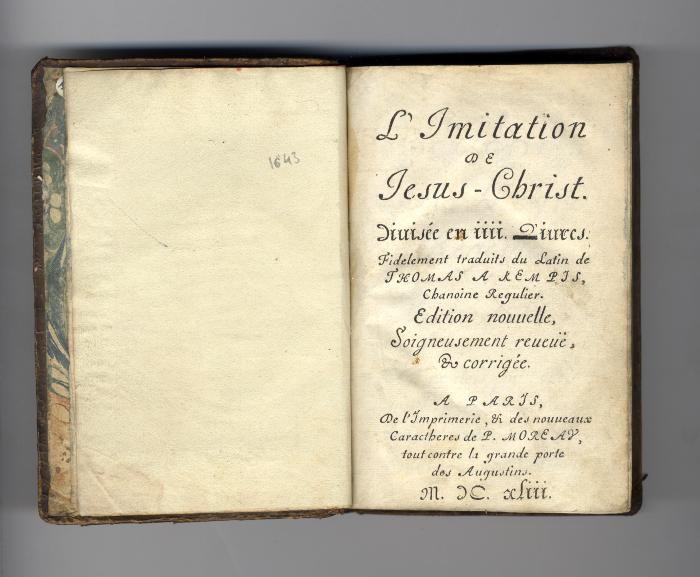 1643
L'Imitation
DE
Jesus-Christ.
Diuisée en iiii. Liures.
Fidelement traduits du Latin de
THOMAS A KEMPIS,
Chanoine Regulier.
Edition nouuelle,
Soigneusement reueuë,
& corrigée.
A PARIS,
De l'Imprimerie, & des nouueaux
Caractheres de P. MOREAV,
tout contre la grande porte
des Augustins.
M. DC. xliii.